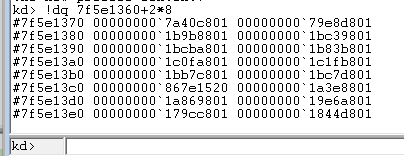 kd> !dq 7f5e1360+2*8
#7f5e1370 00000000`7a40c801 00000000`79e8d801
#7f5e1380 00000000`1b9b8801 00000000`1bc39801
#7f5e1390 00000000`1bcba801 00000000`1b83b801
#7f5e13a0 00000000`1c0fa801 00000000`1c1fb801
#7f5e13b0 00000000`1bb7c801 00000000`1bc7d801
#7f5e13c0 00000000`867e1520 00000000`1a3e8801
#7f5e13d0 00000000`1a869801 00000000`19e6a801
#7f5e13e0 00000000`179cc801 00000000`1844d801
kd>